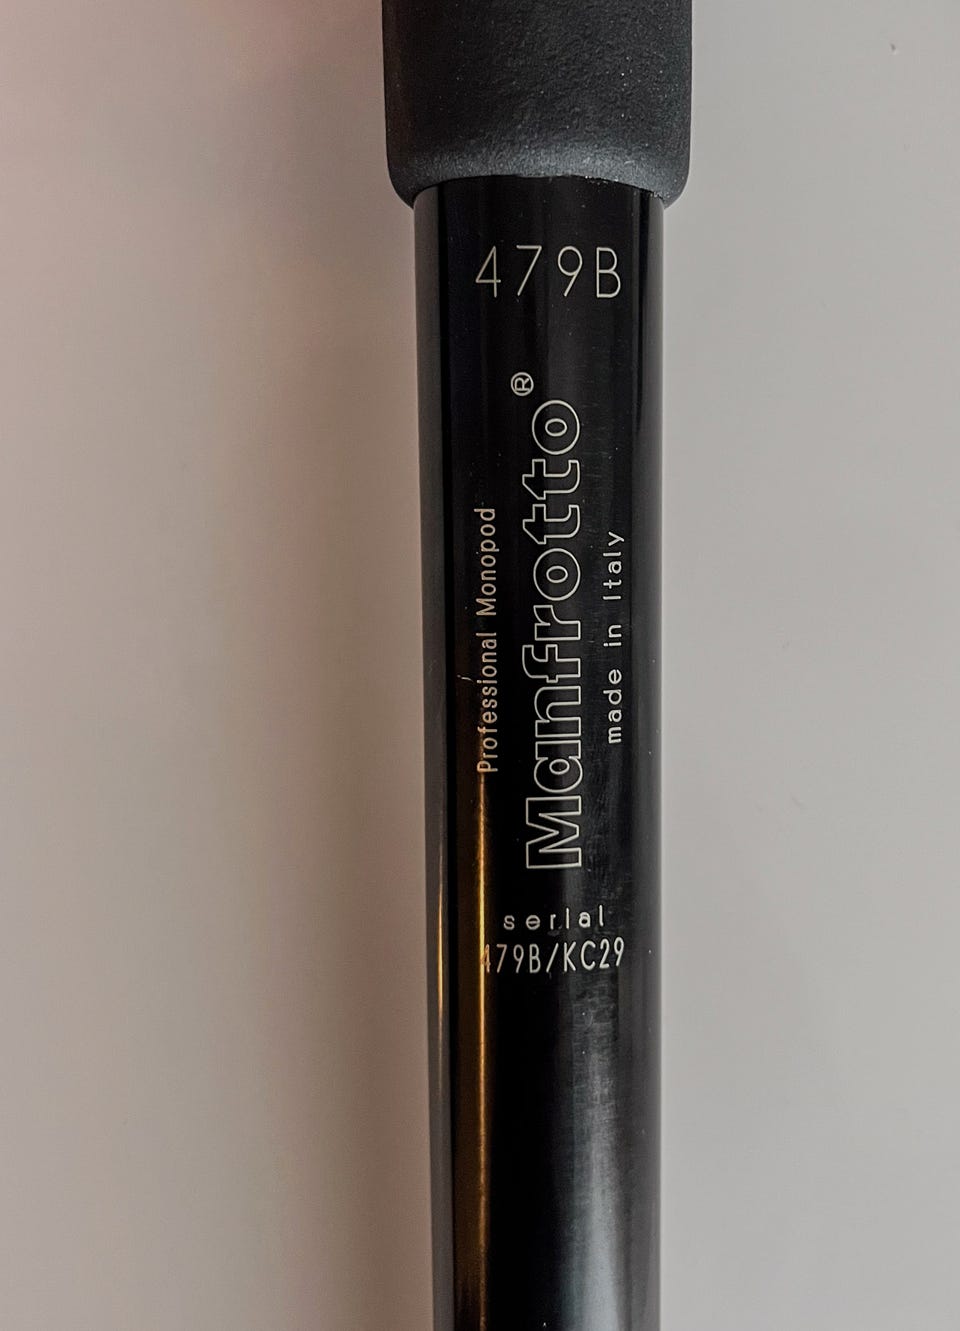 479B
Professional Monopod
Manfrotto®
made in Italy
serial
479B/KC29